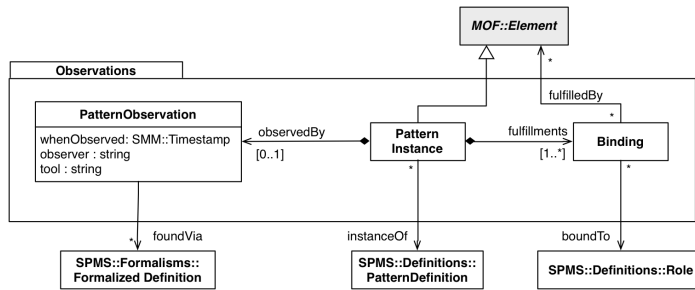 MOF::Element
Observations
*
fulfilledBy
PatternObservation
whenObserved: SMM::Timestamp
observer : string
tool : string
observedBy
[0..1]
Pattern
Instance
fulfillments
[1..*]
*
Binding
*
*
foundVia
*
instanceOf
boundTo
SPMS::Formalisms::
Formalized Definition
SPMS::Definitions::
PatternDefinition
SPMS::Definitions::Role